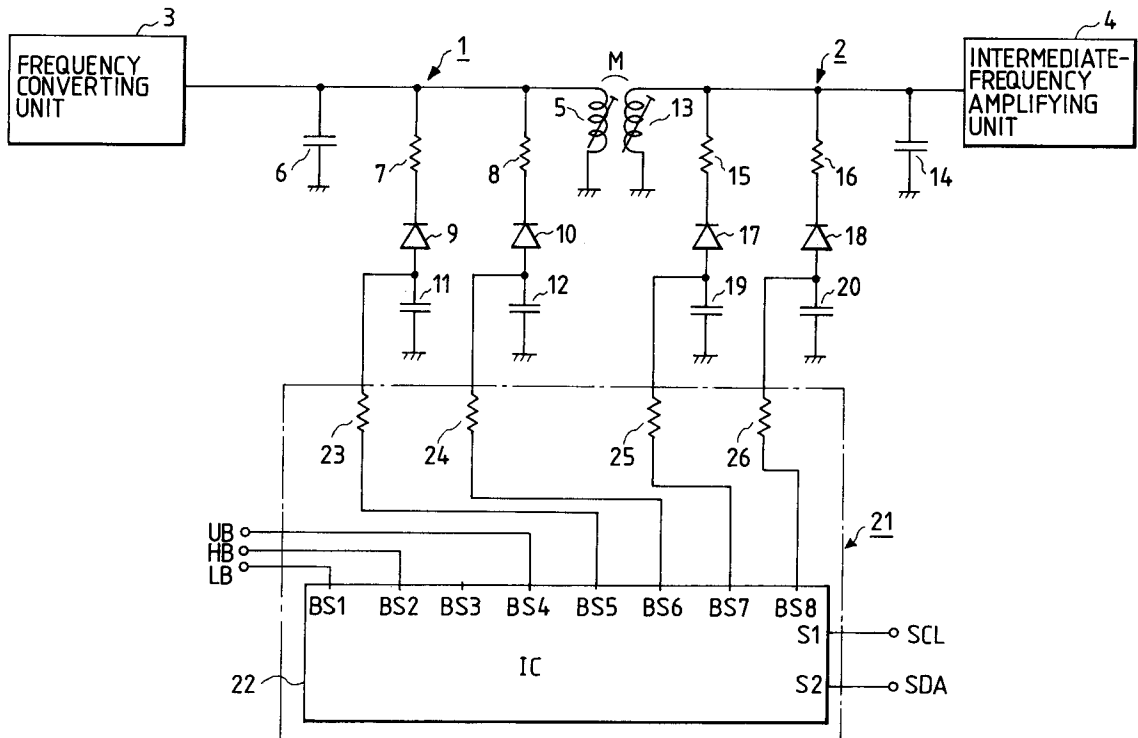 3
FREQUENCY
CONVERTING
UNIT
1
M
2
4
INTERMEDIATE-
FREQUENCY
AMPLIFYING
UNIT
5
13
6
7
8
15
16
14
9
10
17
18
11
12
19
20
23
24
25
26
21
UB
HB
LB
BS1 BS2 BS3 BS4 BS5 BS6 BS7 BS8
S1
SCL
IC
22
S2
SDA